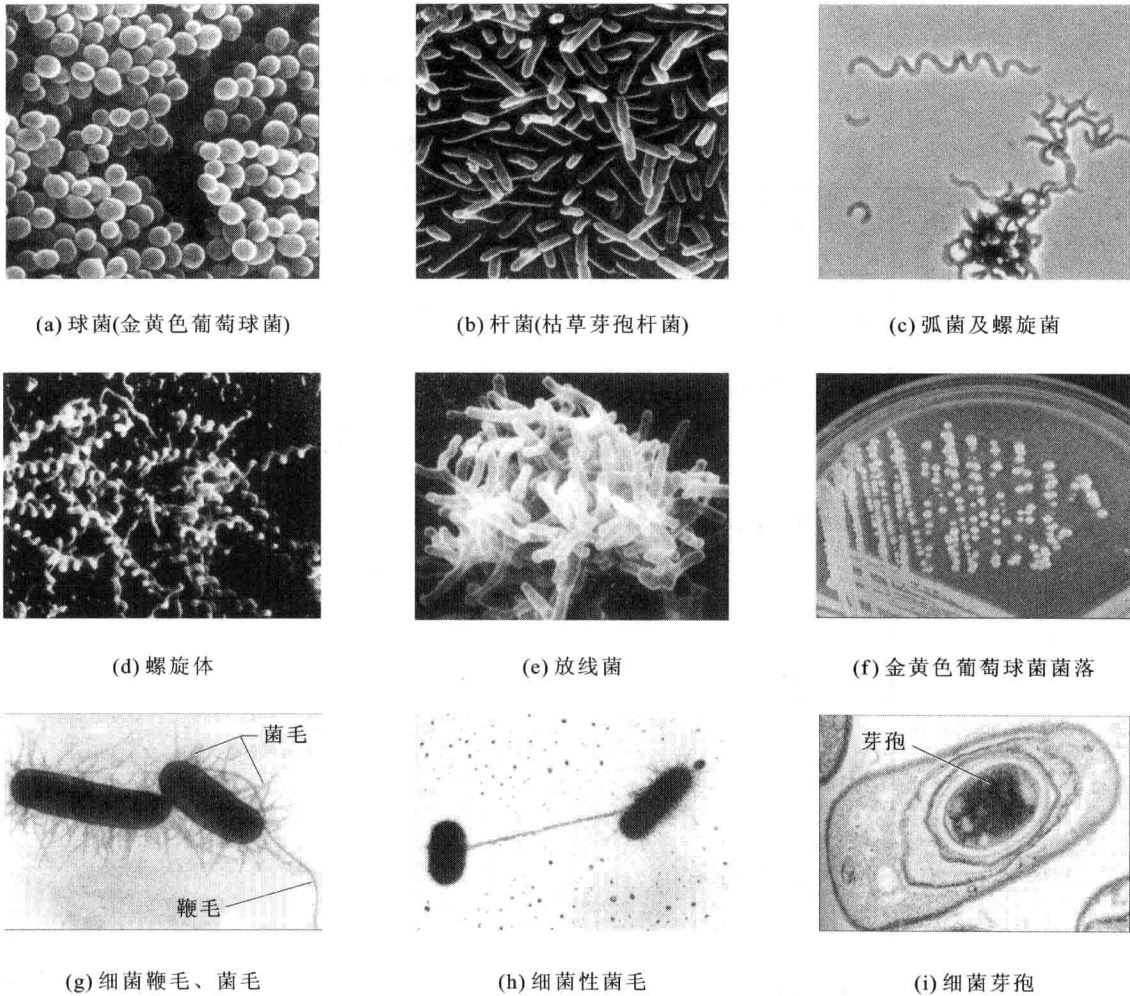 (a) 球菌(金黄色葡萄球菌)
(b) 杆菌(枯草芽孢杆菌)
(c) 弧菌及螺旋菌
(d) 螺旋体
(e) 放线菌
(f) 金黄色葡萄球菌菌落
菌毛
鞭毛
芽孢
(g) 细菌鞭毛、菌毛
(h) 细菌性菌毛
(i) 细菌芽孢